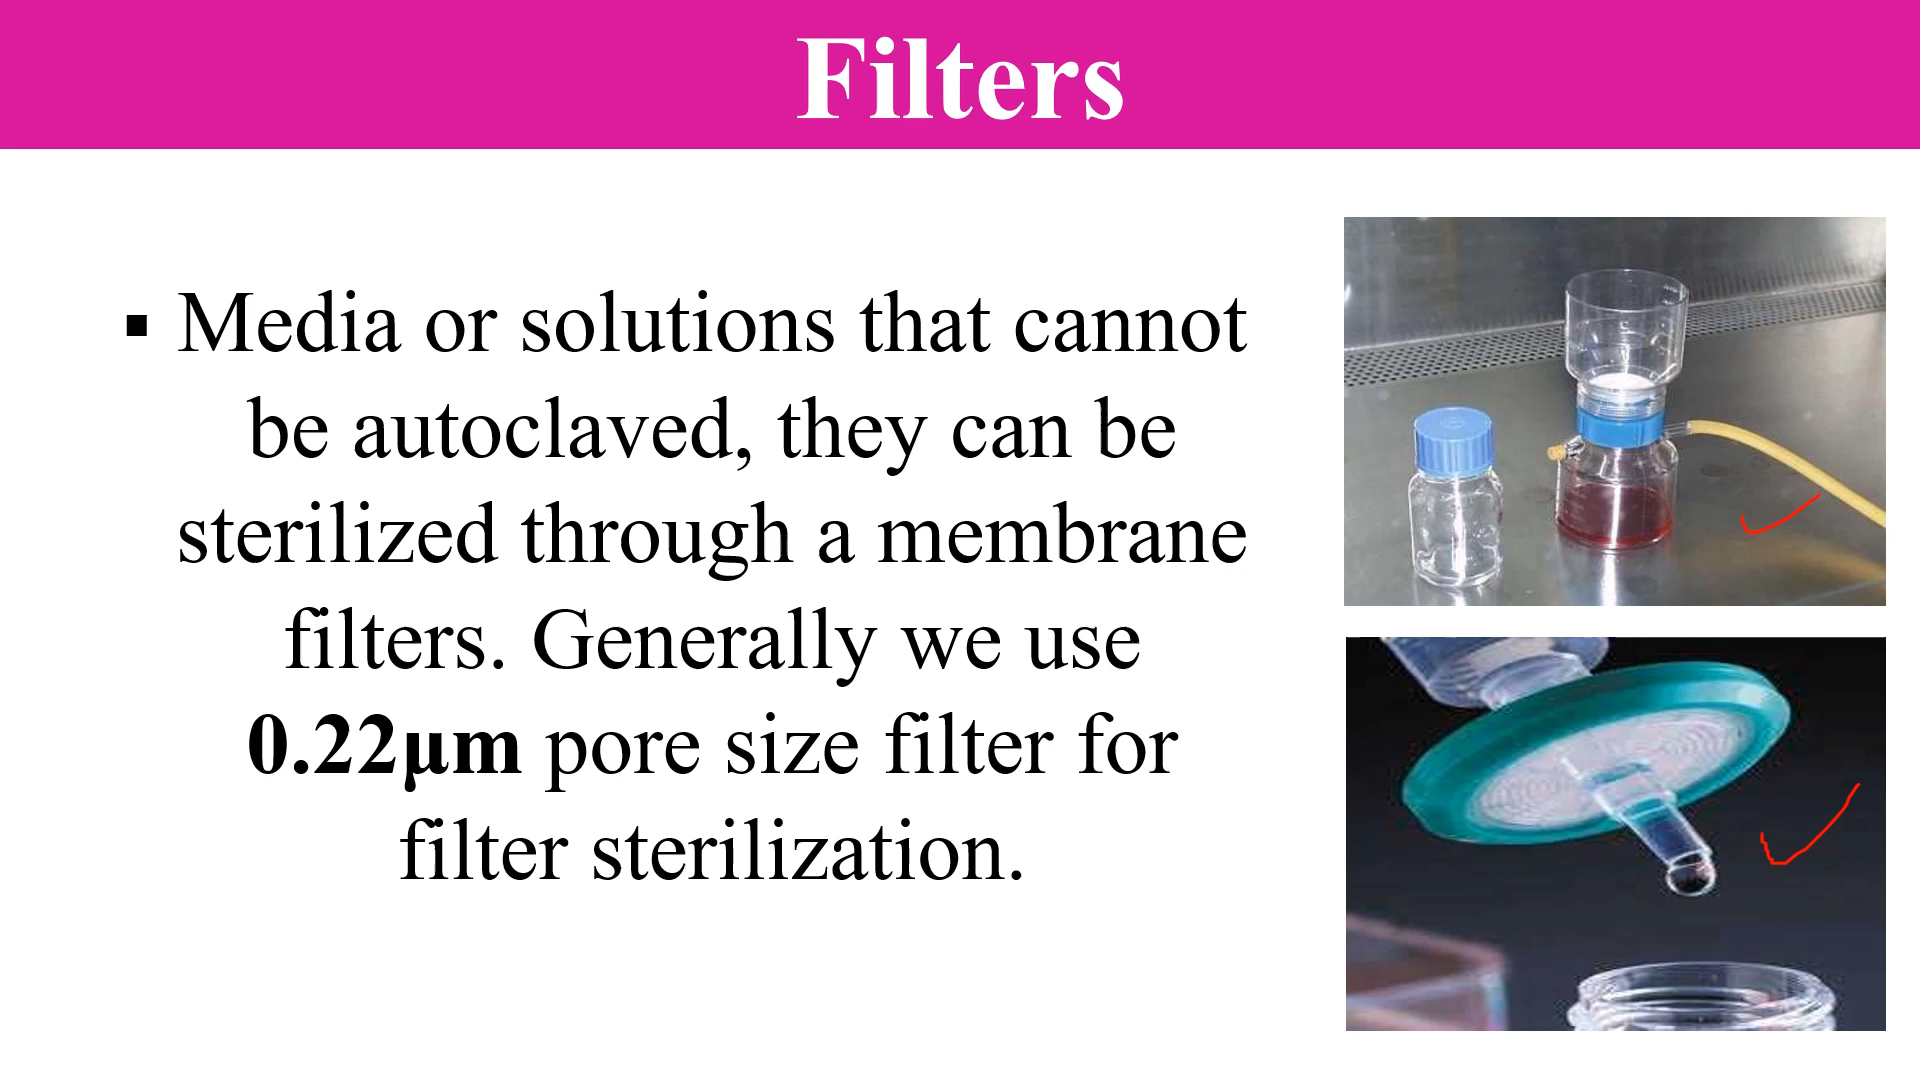 Filters
▪ Media or solutions that cannot
be autoclaved, they can be
sterilized through a membrane
filters. Generally we use
0.22µm pore size filter for
filter sterilization.